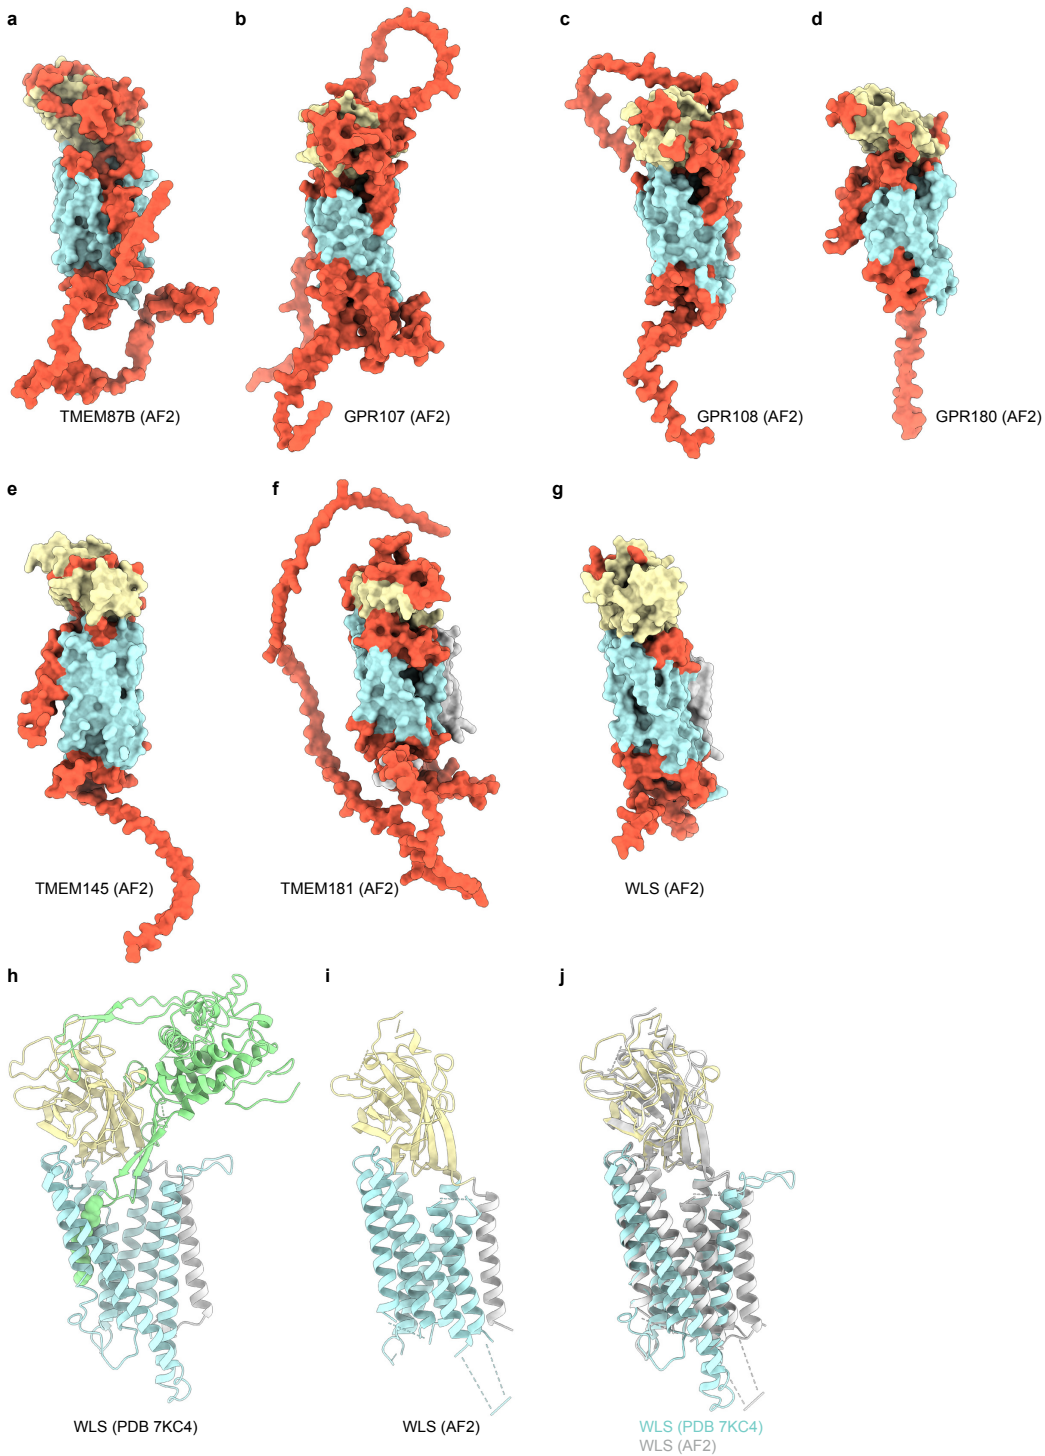 a
b
c
d
TMEM87B (AF2)
GPR107 (AF2)
GPR108 (AF2)
GPR180 (AF2)
e
f
g
TMEM145 (AF2)
TMEM181 (AF2)
WLS (AF2)
h
i
j
WLS (PDB 7KC4)
WLS (AF2)
WLS (PDB 7KC4)
WLS (AF2)